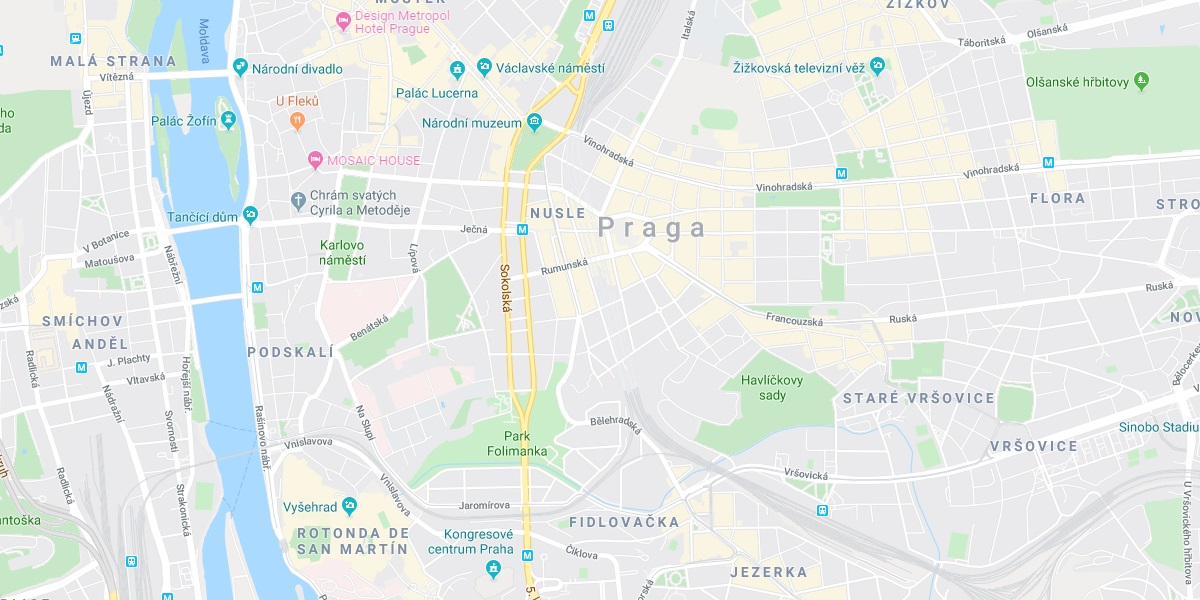 ŽIŽKOV
Design Metropol
Hotel Prague
Moldava
Italská
Táboritská
Olšanská
MALÁ STRANA
Vítězná
Národní divadlo
Václavské náměstí
Žižkovská televizní věž
Olšanské hřbitovy
Újezd
Palác Lucerna
U Fleků
Palác Žofín
Národní muzeum
Vinohradská
MOSAIC HOUSE
Vinohradská
Vinohradská
Chrám svatých
Cyrila a Metoděje
FLORA
Tančící dům
NUSLE
Praga
Ječná
V Botanice
Matoušova
Nábřežní
Karlovo
náměstí
Lípová
Rumunská
Sokolská
Ruská
SMÍCHOV
ANDĚL
Benátská
Francouzská
Ruská
PODSKALÍ
J. Plachty
Vltavská
Radlická
Nádražní
Hořejší nábř.
Svornosti
Rašínovo nábř.
Na Slupi
Havlíčkovy
sady
STARÉ VRŠOVICE
Bělehradská
Sinobo Stadiu
Park
Folimanka
VRŠOVICE
Vnislavova
Vnislavova
Vršovická
Radlická
Strakonická
Jaromírova
Vyšehrad
FIDLOVAČKA
ROTONDA DE
SAN MARTÍN
Kongresové
centrum Praha
Čiklova
JEZERKA
U Vršovického hřbitova